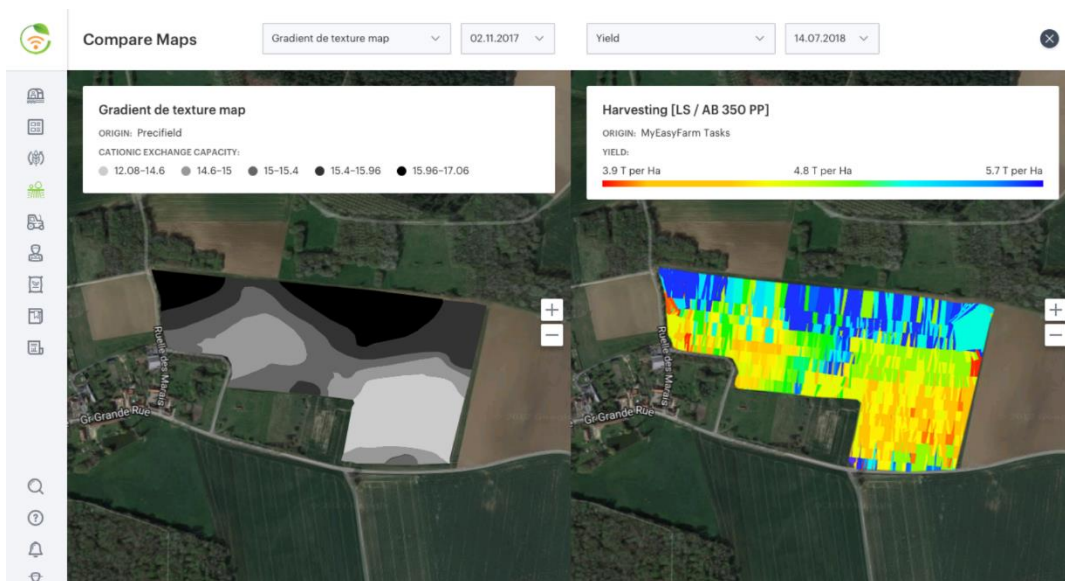 Compare Maps
Gradient de texture map
02.11.2017
Yield
14.07.2018
Gradient de texture map
ORIGIN: Precifield
CATIONIC EXCHANGE CAPACITY:
12.08-14.6 14.6-15 15-15.4 15.4-15.96 15.96-17.06
Harvesting [LS / AB 350 PP]
ORIGIN: MyEasyFarm Tasks
YIELD:
3.9 T per Ha 4.8 T per Ha 5.7 T per Ha
Ruelle des Marais
Gr Grande Rue
Ruelle des Marais
Gr Grande Rue